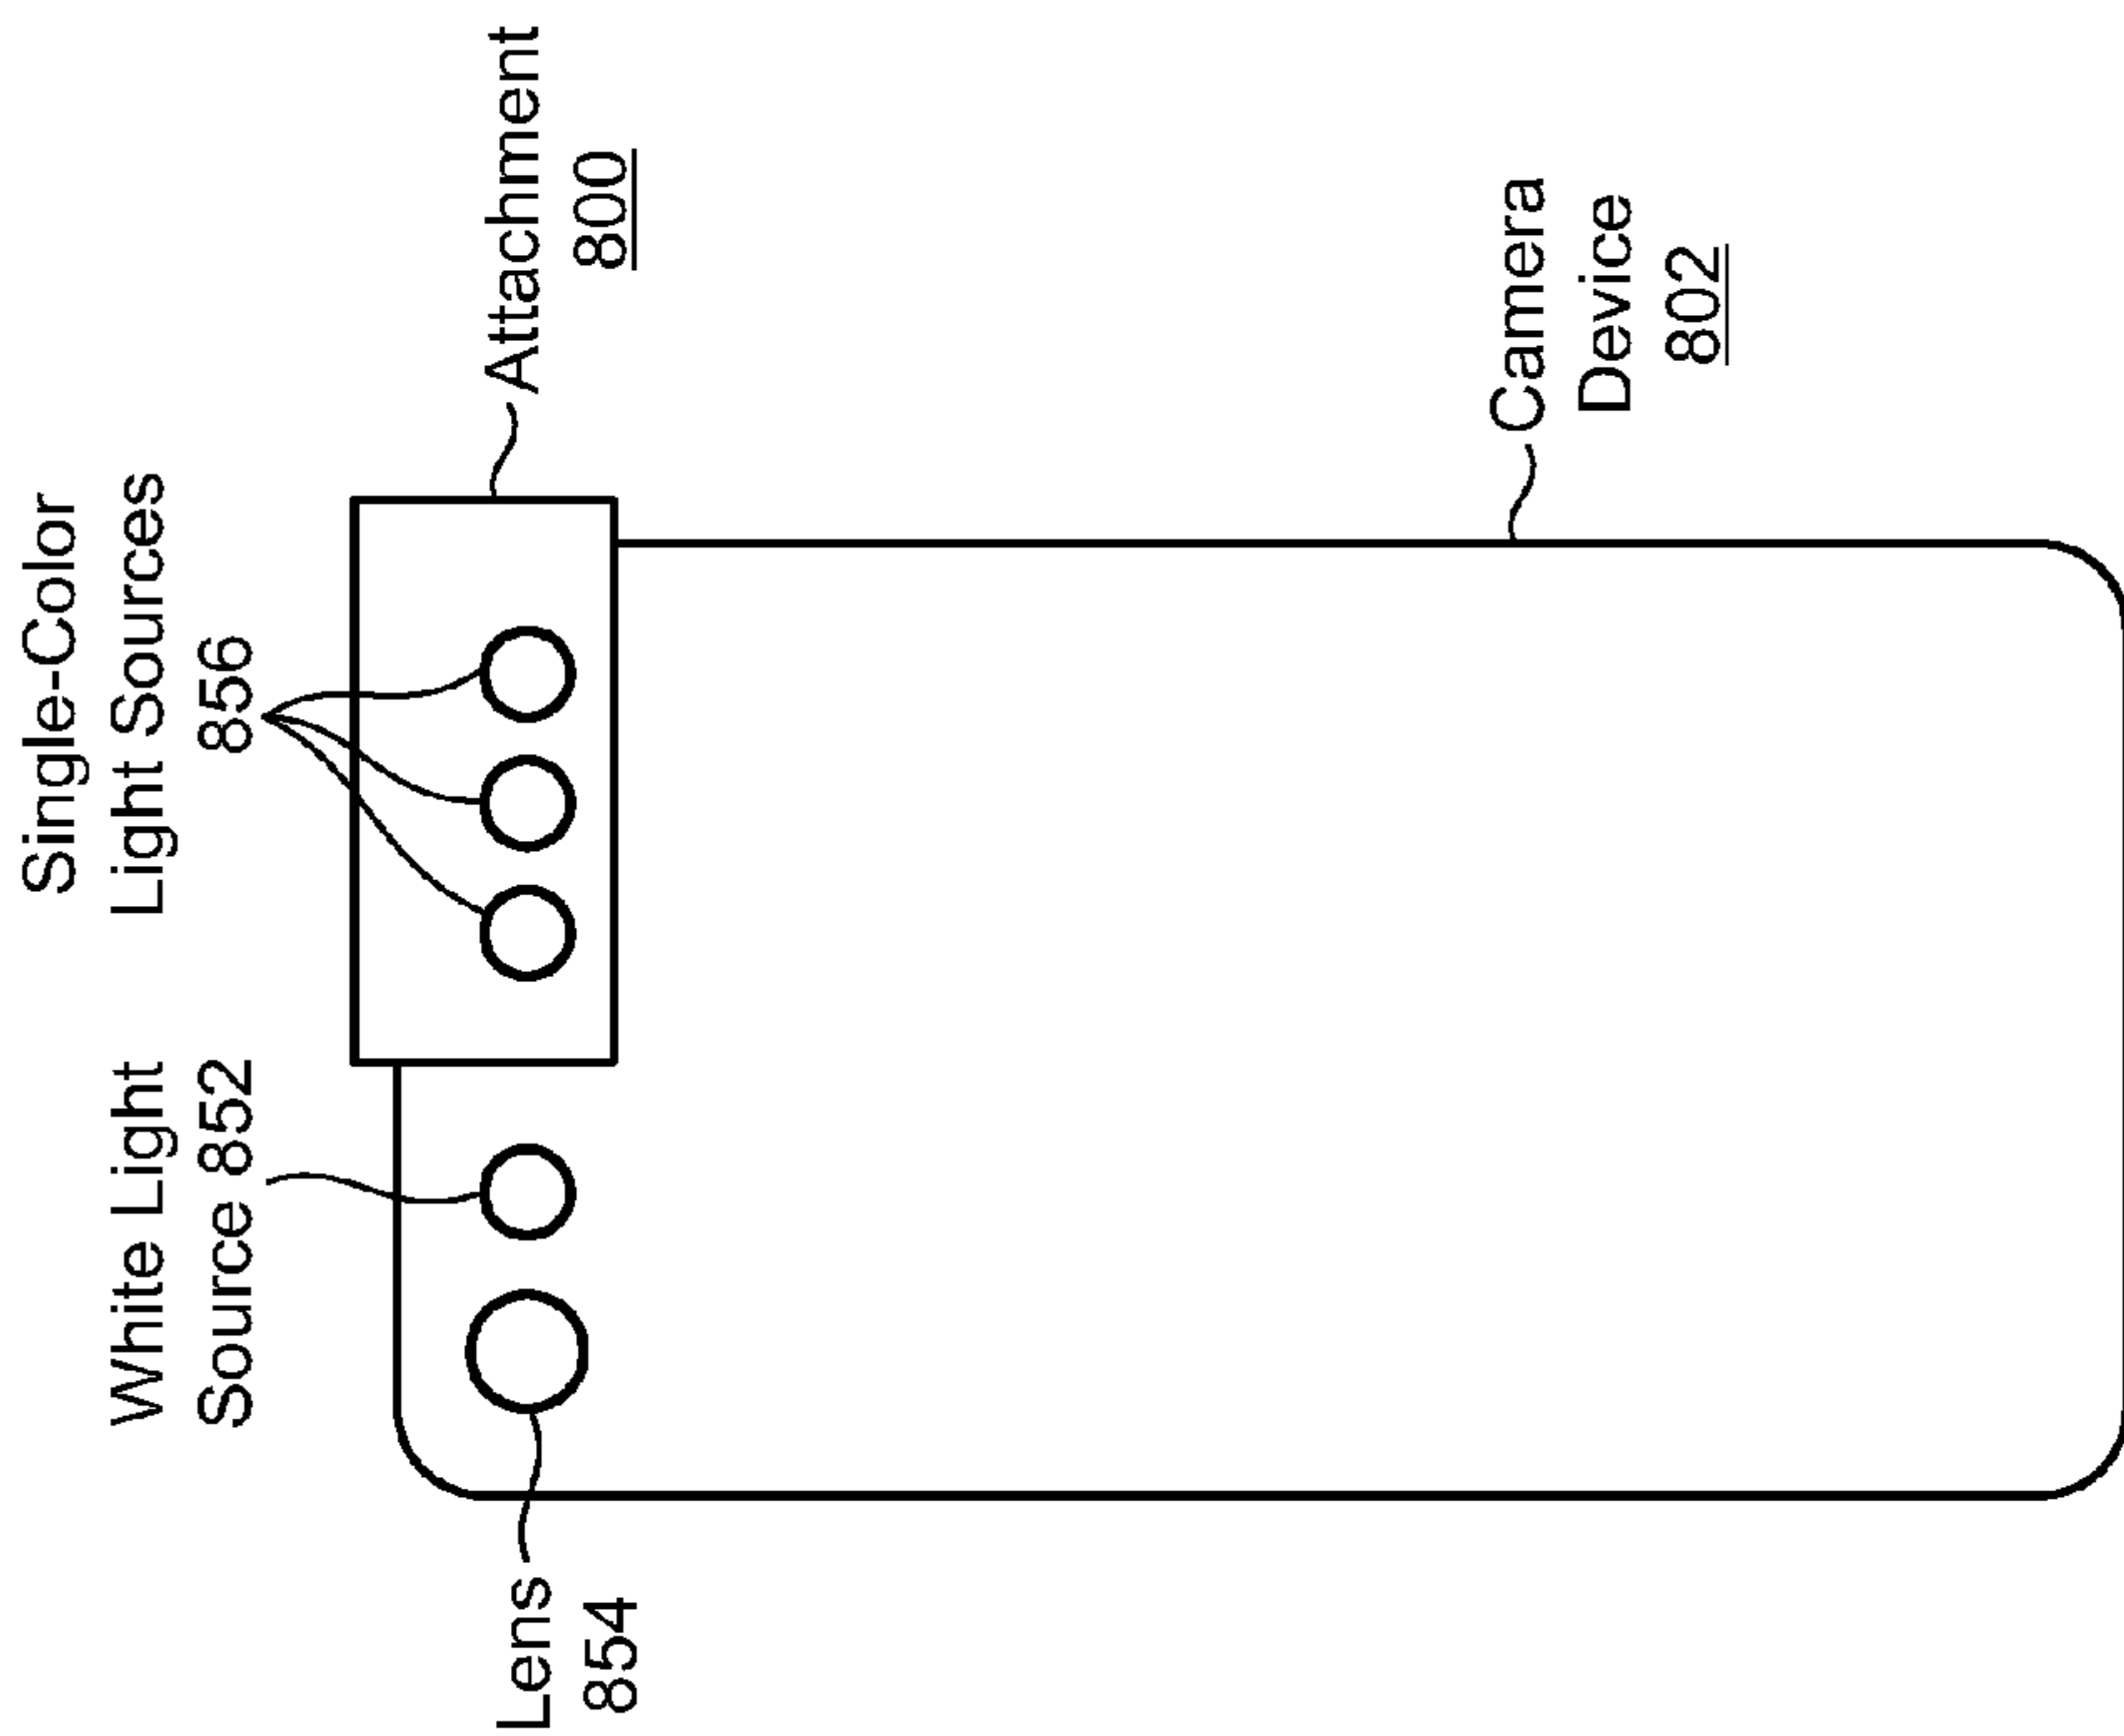 Single-Color
Light Sources
856
White Light
Source 852
Attachment
800
Lens
854
Camera
Device
802